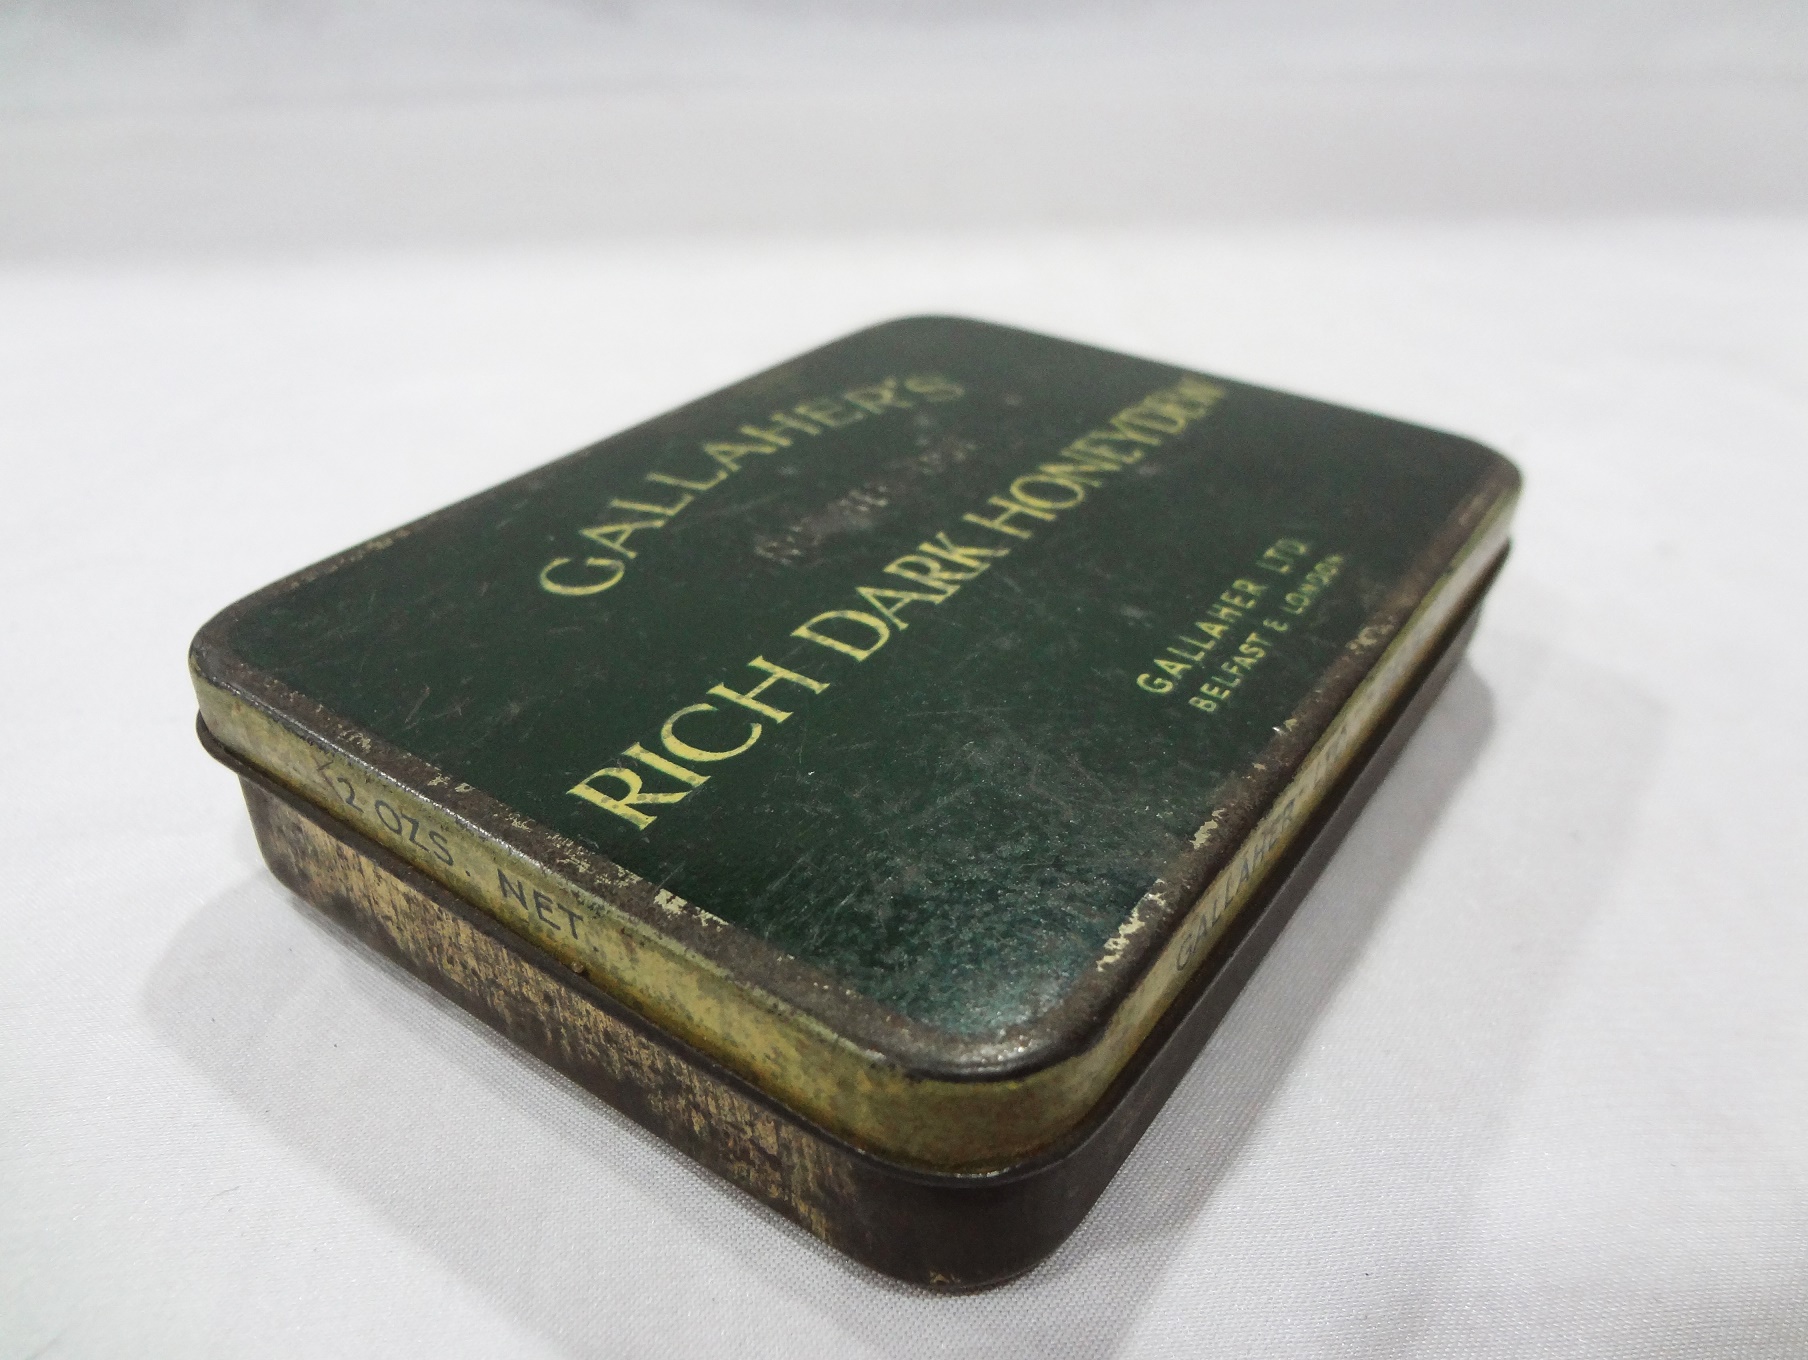 GALLAHER'S
RICH DARK HONEYDEW
GALLAHER LTD.
BELFAST & LONDON
2 OZS. NET.
GALLAHER